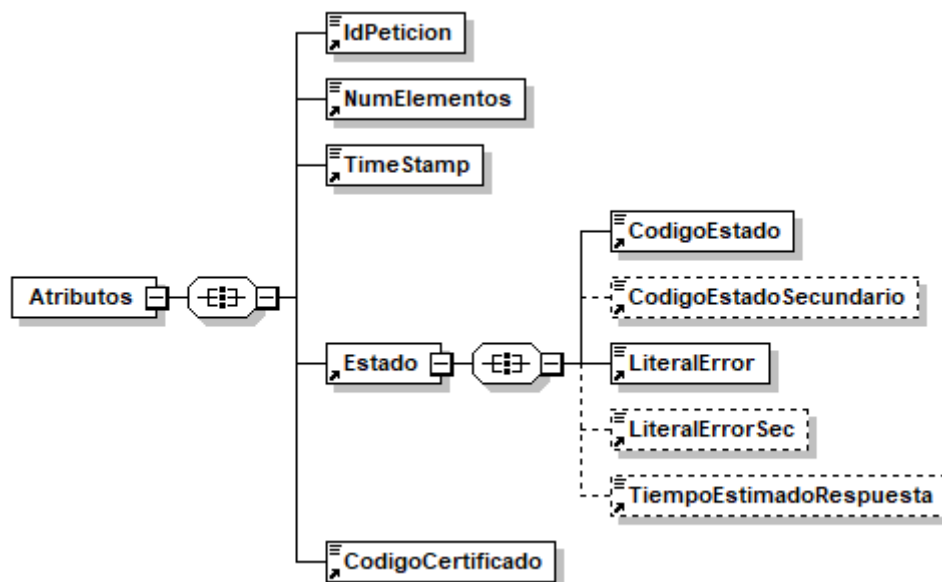 IdPeticion
NumElementos
TimeStamp
CodigoEstado
CodigoEstadoSecundario
Atributos
Estado
LiteralError
LiteralErrorSec
TiempoEstimadoRespuesta
CodigoCertificado